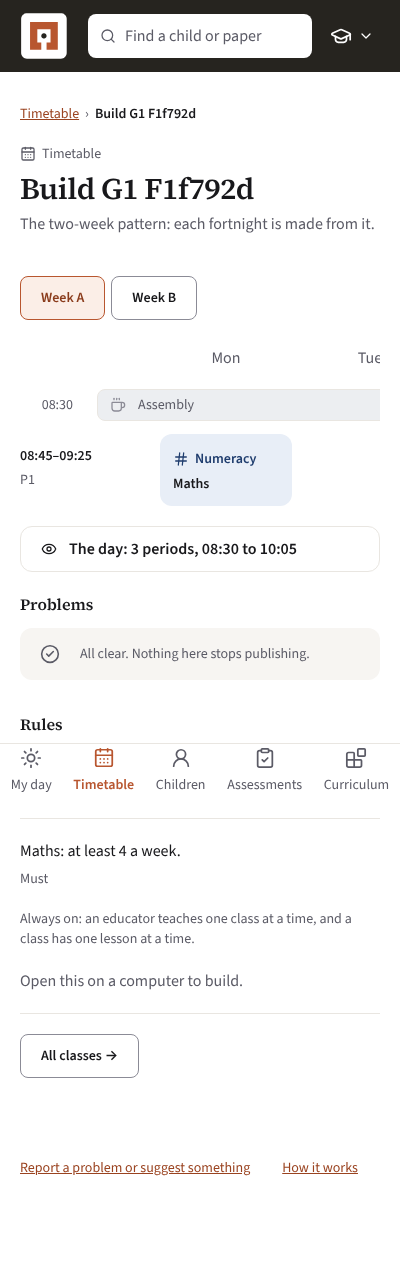 Find a child or paper
Timetable › Build G1 F1f792d
Timetable
Build G1 F1f792d
The two-week pattern: each fortnight is made from it.
Week A Week B
Mon Tue
08:30 Assembly
08:45–09:25 Numeracy
P1 Maths
The day: 3 periods, 08:30 to 10:05
Problems
All clear. Nothing here stops publishing.
Rules
My day Timetable Children Assessments Curriculum
Maths: at least 4 a week.
Must
Always on: an educator teaches one class at a time, and a
class has one lesson at a time.
Open this on a computer to build.
All classes →
Report a problem or suggest something How it works